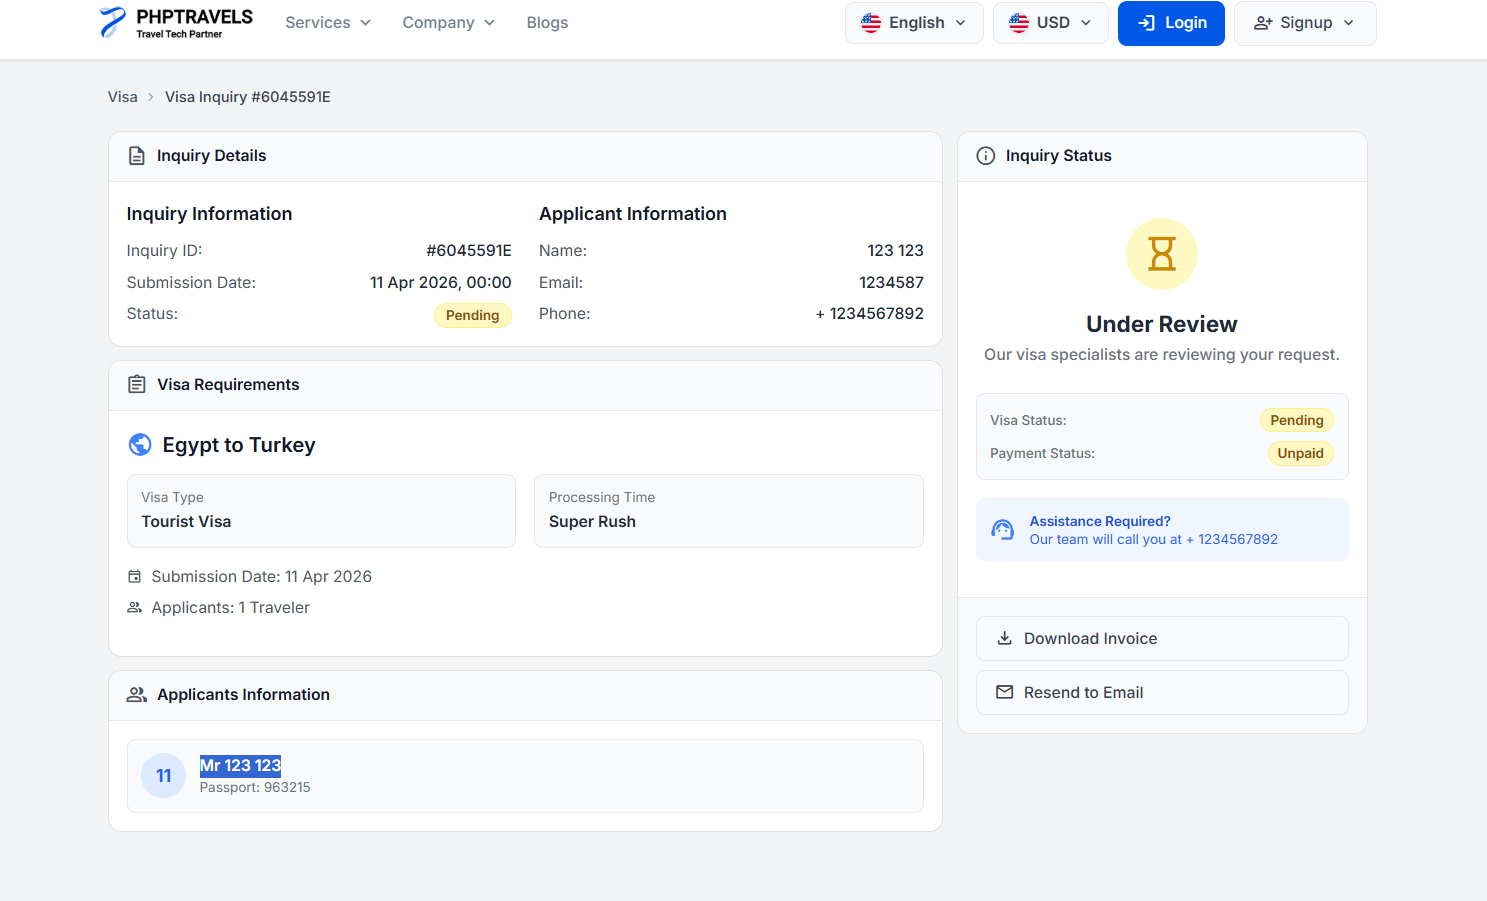 PHPTRAVELS
Travel Tech Partner
Services
Company
Blogs
English
USD
Login
Signup
Visa > Visa Inquiry #6045591E
Inquiry Details
Inquiry Information
Inquiry ID: #6045591E
Submission Date: 11 Apr 2026, 00:00
Status: Pending
Applicant Information
Name: 123 123
Email: 1234587
Phone: + 1234567892
Visa Requirements
Egypt to Turkey
Visa Type
Tourist Visa
Processing Time
Super Rush
Submission Date: 11 Apr 2026
Applicants: 1 Traveler
Applicants Information
11
Mr 123 123
Passport: 963215
Inquiry Status
Under Review
Our visa specialists are reviewing your request.
Visa Status: Pending
Payment Status: Unpaid
Assistance Required?
Our team will call you at + 1234567892
Download Invoice
Resend to Email